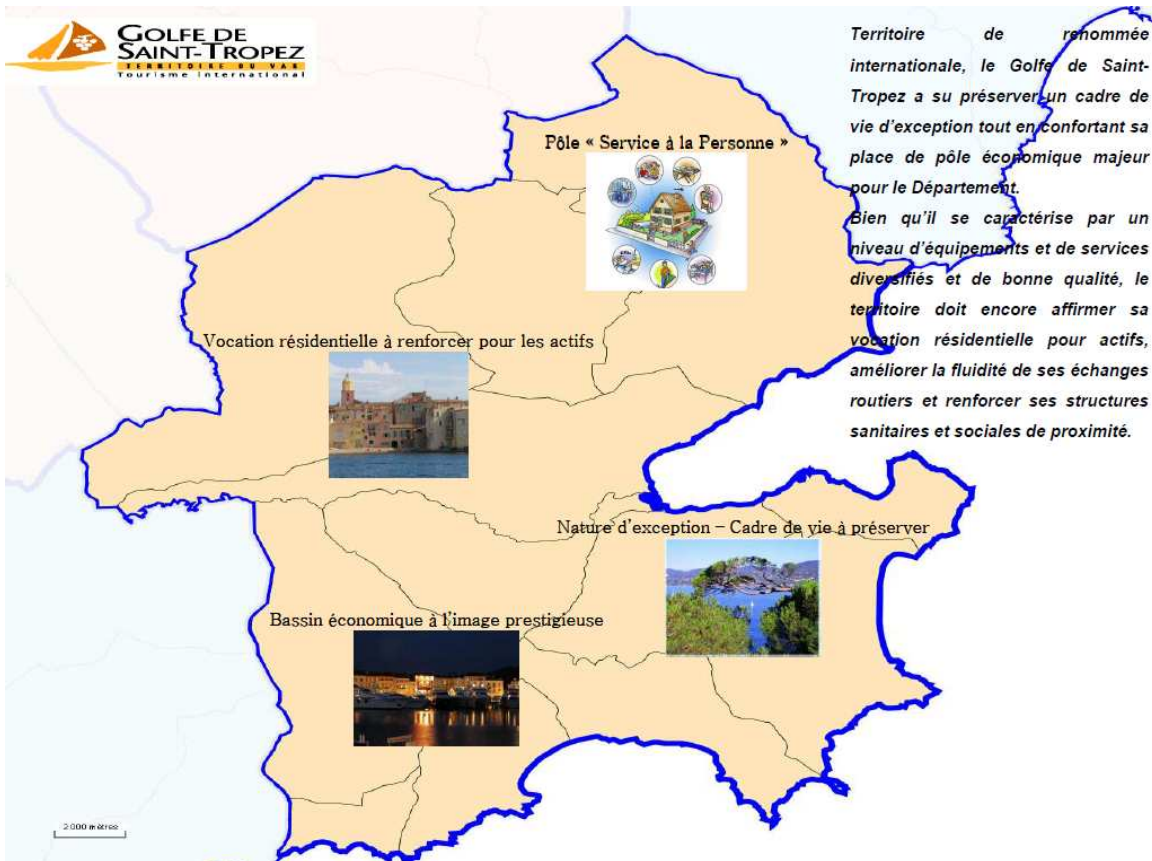 GOLFE DE
SAINT-TROPEZ
TERRITOIRE DU VAR
Tourisme International
Territoire de renommée
internationale, le Golfe de Saint-
Tropez a su préserver un cadre de
vie d'exception tout en confortant sa
place de pôle économique majeur
pour le Département.
Bien qu'il se caractérise par un
niveau d'équipements et de services
diversifiés et de bonne qualité, le
territoire doit encore affirmer sa
vocation résidentielle pour actifs,
améliorer la fluidité de ses échanges
routiers et renforcer ses structures
sanitaires et sociales de proximité.
Pôle « Service à la Personne »
Vocation résidentielle à renforcer pour les actifs
Nature d'exception – Cadre de vie à préserver
Bassin économique à l'image prestigieuse
2 000 mètres